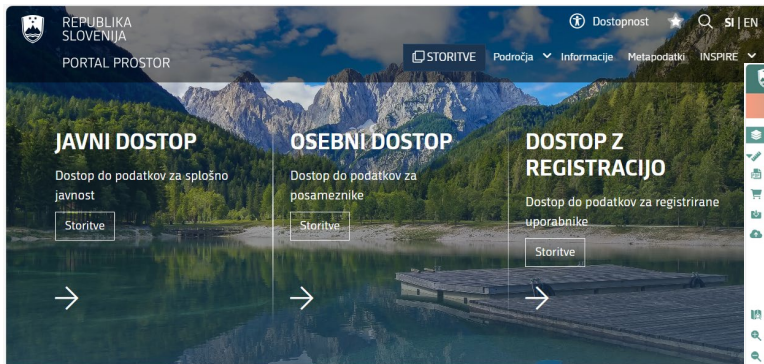 REPUBLIKA
SLOVENIJA
PORTAL PROSTOR
Dostopnost
SI | EN
STORITVE
Področja
Informacije
Metapodatki
INSPIRE
JAVNI DOSTOP
Dostop do podatkov za splošno
javnost
Storitve
OSEBNI DOSTOP
Dostop do podatkov za
posameznike
Storitve
DOSTOP Z
REGISTRACIJO
Dostop do podatkov za registrirane
uporabnike
Storitve